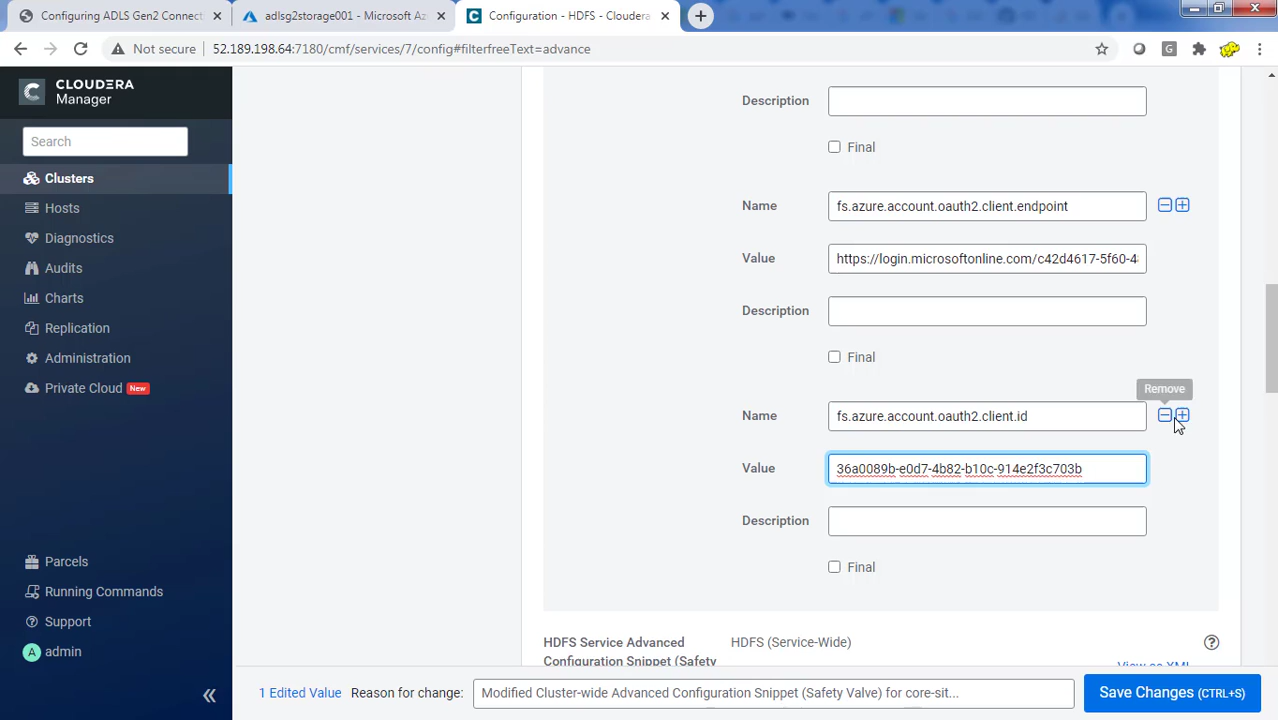 Configuring ADLS Gen2 Connect
adlsg2storage001 - Microsoft Az
Configuration - HDFS - Cloudera
Not secure 52.189.198.64:7180/cmf/services/7/config#filterfreeText=advance
CLOUDERA
Manager
Search
Clusters
Hosts
Diagnostics
Audits
Charts
Replication
Administration
Private Cloud New
Parcels
Running Commands
Support
admin
Description
Final
Name fs.azure.account.oauth2.client.endpoint
Value https://login.microsoftonline.com/c42d4617-5f60-4
Description
Final
Remove
Name fs.azure.account.oauth2.client.id
Value 36a0089b-e0d7-4b82-b10c-914e2f3c703b
Description
Final
HDFS Service Advanced HDFS (Service-Wide)
Configuration Snippet (Safety
View as XML
1 Edited Value Reason for change: Modified Cluster-wide Advanced Configuration Snippet (Safety Valve) for core-sit... Save Changes (CTRL+S)